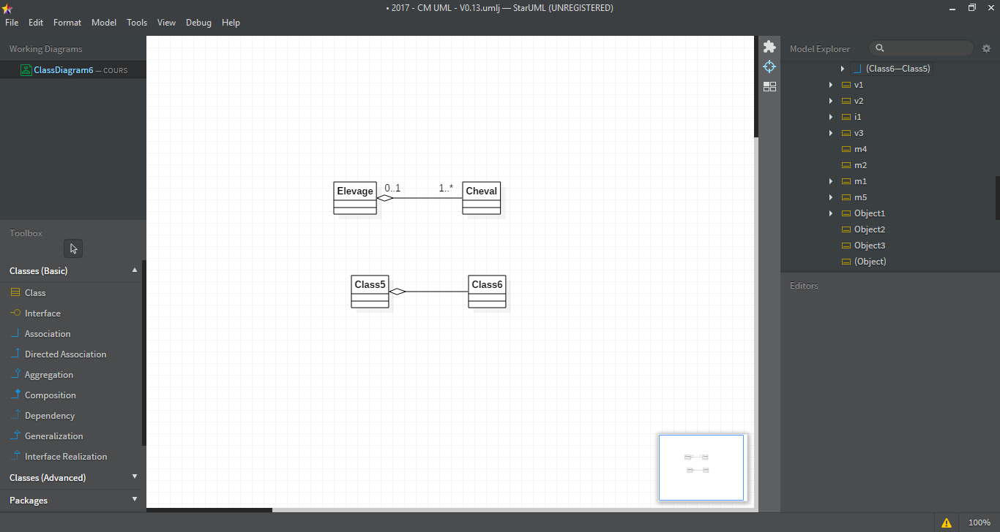 • 2017 - CM UML - V0.13.umlj — StarUML (UNREGISTERED)
File Edit Format Model Tools View Debug Help
Working Diagrams
ClassDiagram6 — COURS
Toolbox
Classes (Basic)
Class
Interface
Association
Directed Association
Aggregation
Composition
Dependency
Generalization
Interface Realization
Classes (Advanced)
Packages
Elevage 0..1 1..* Cheval
Class5 Class6
Model Explorer
(Class6—Class5)
v1
v2
i1
v3
m4
m2
m1
m5
Object1
Object2
Object3
(Object)
Editors
100%